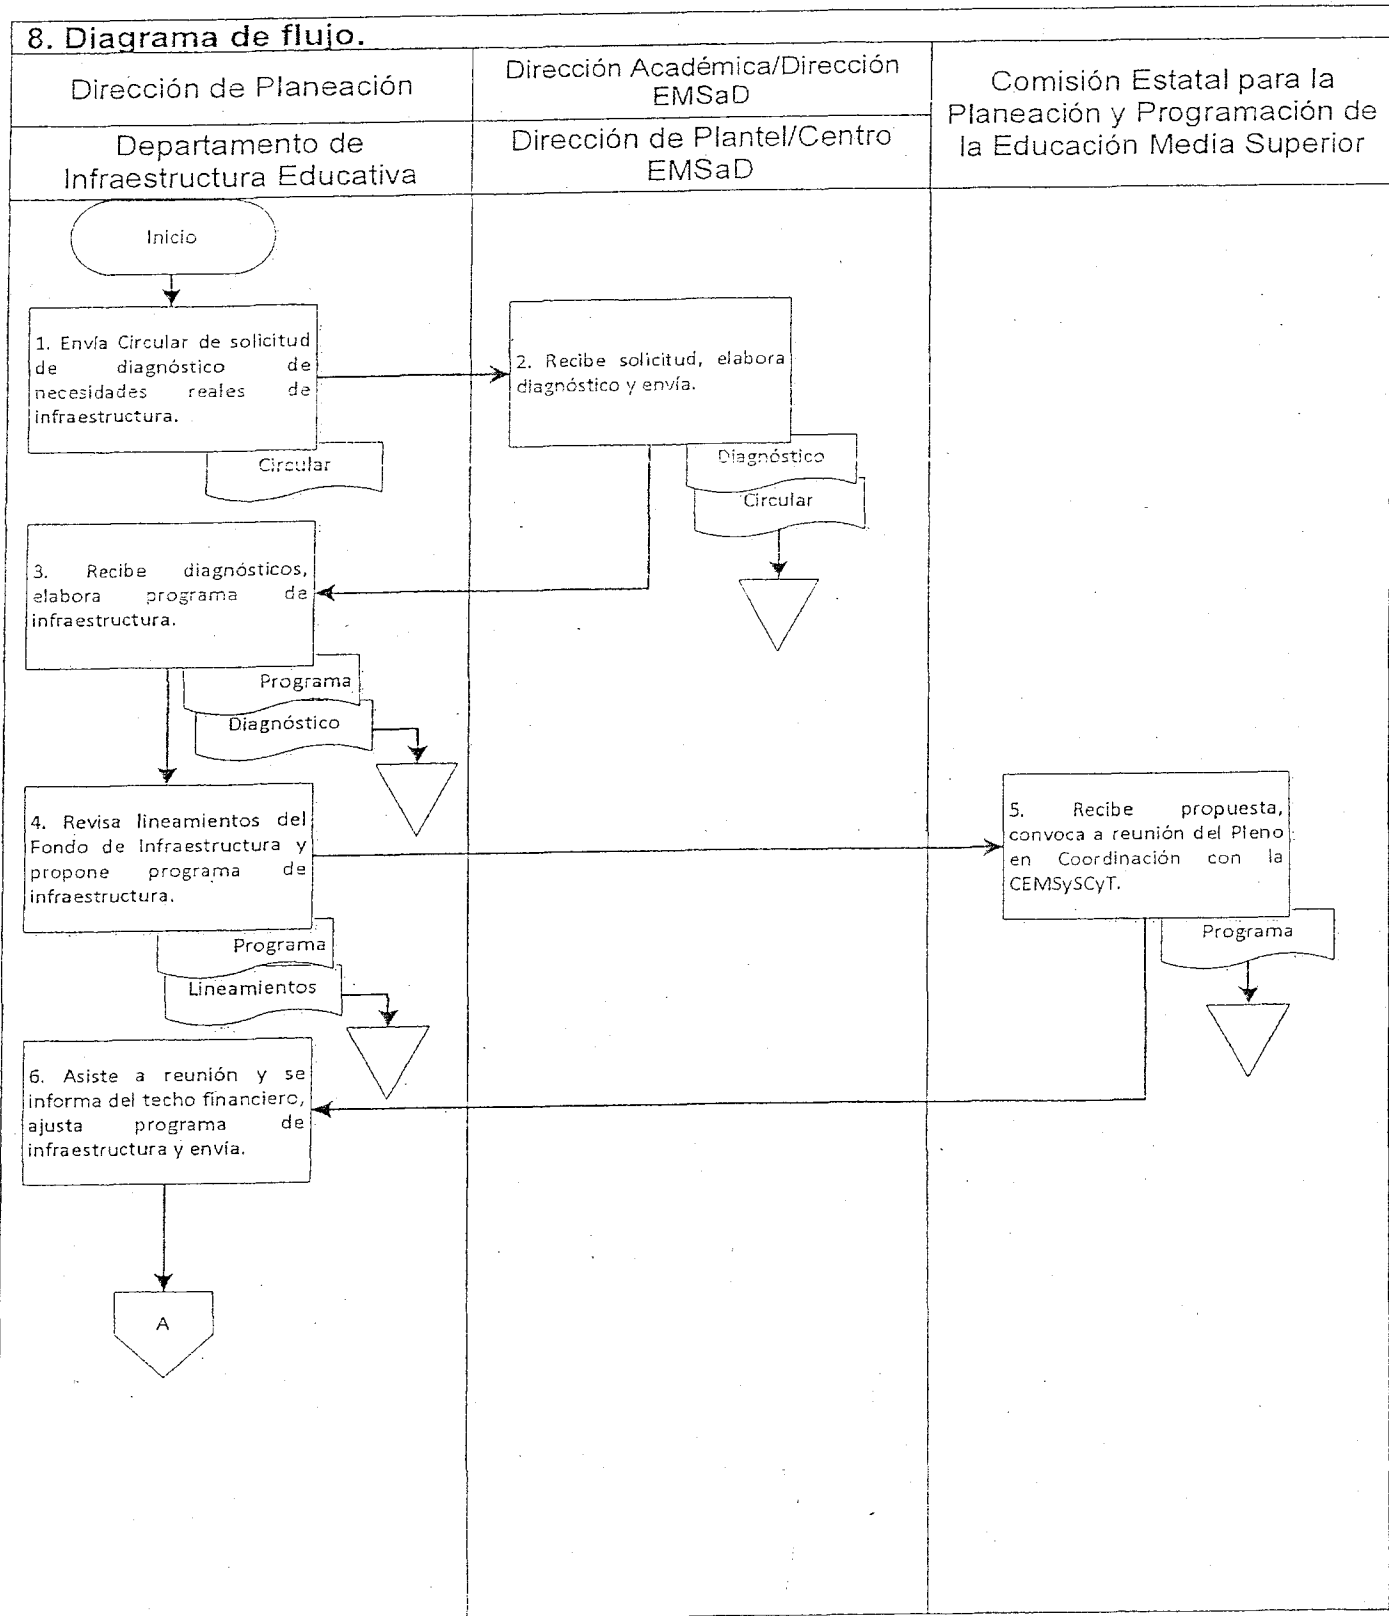 8. Diagrama de flujo.
Dirección de Planeación
Departamento de
Infraestructura Educativa
Dirección Académica/Dirección
EMSaD
Dirección de Plantel/Centro
EMSaD
Comisión Estatal para la
Planeación y Programación de
la Educación Media Superior
Inicio
1. Envía Circular de solicitud
de diagnóstico de
necesidades reales de
infraestructura.
Circular
2. Recibe solicitud, elabora
diagnóstico y envía.
Diagnóstico
Circular
3. Recibe diagnósticos,
elabora programa de
infraestructura.
Programa
Diagnóstico
4. Revisa lineamientos del
Fondo de Infraestructura y
propone programa de
infraestructura.
Programa
Lineamientos
5. Recibe propuesta,
convoca a reunión del Pleno
en Coordinación con la
CEMSySCyT.
Programa
6. Asiste a reunión y se
informa del techo financiero,
ajusta programa de
infraestructura y envía.
A